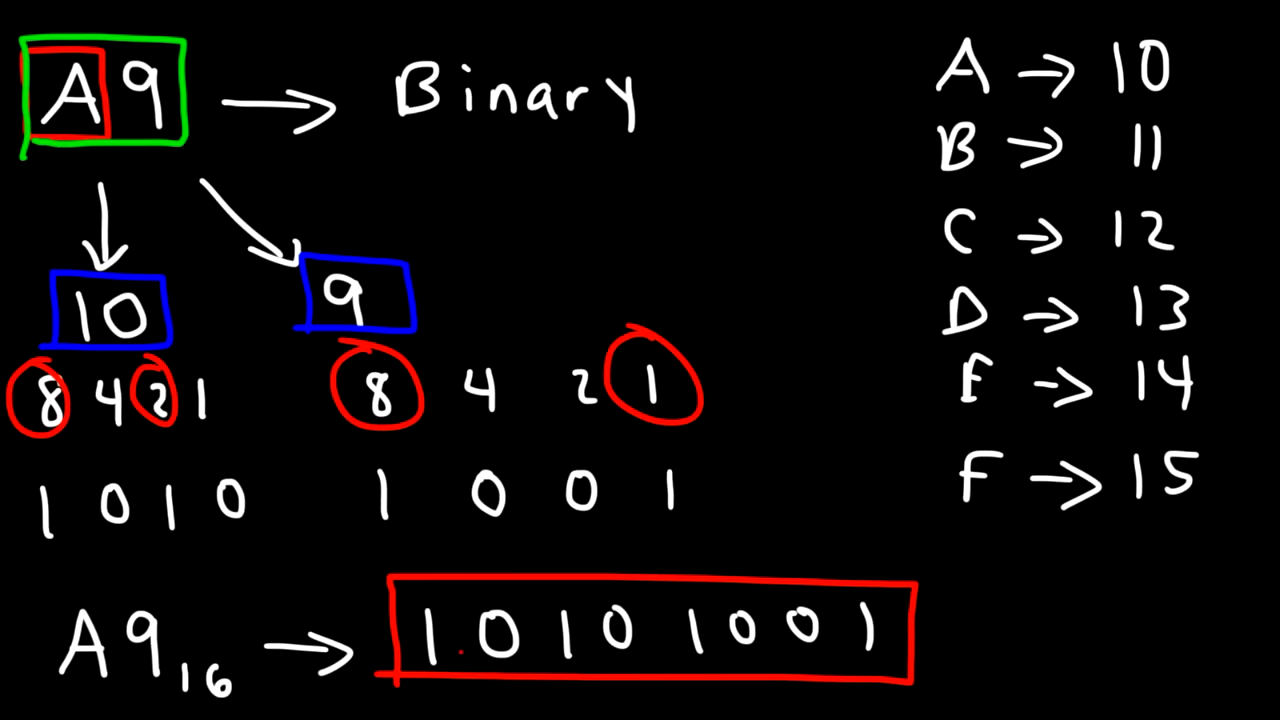 A9 → Binary
10 9
8 4 2 1 8 4 2 1
1 0 1 0 1 0 0 1
A9₁₆ → 1 0 1 0 1 0 0 1
A → 10
B → 11
C → 12
D → 13
E → 14
F → 15